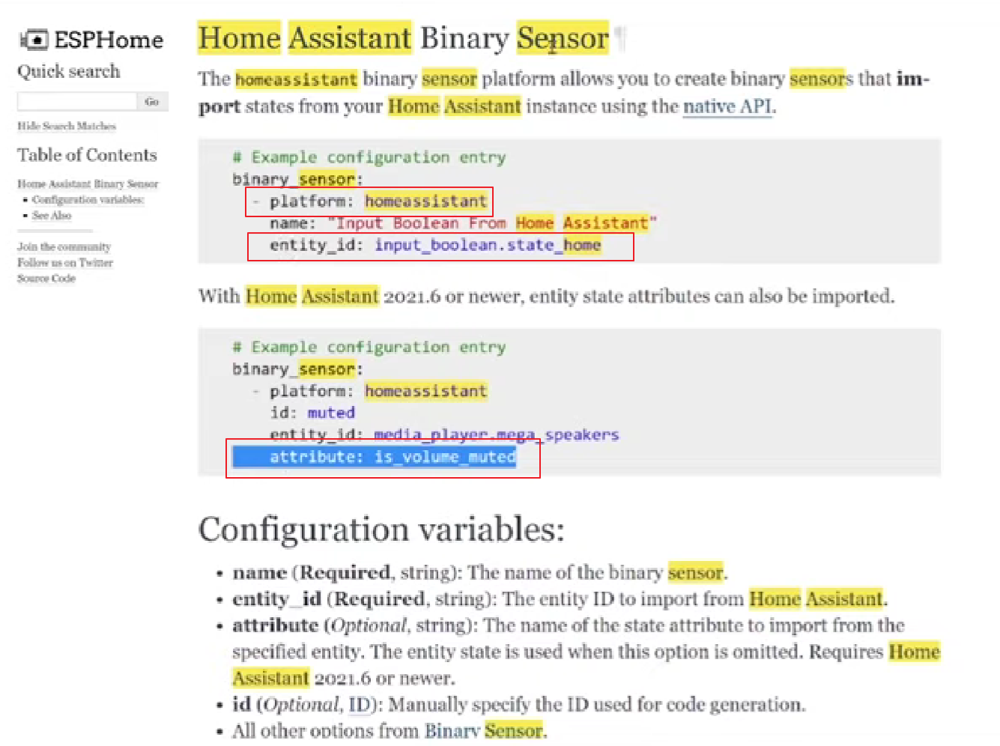 ESPHome
Quick search
Go
Hide Search Matches
Table of Contents
Home Assistant Binary Sensor
▪ Configuration variables:
▪ See Also
Join the community
Follow us on Twitter
Source Code
Home Assistant Binary Sensor ¶
The homeassistant binary sensor platform allows you to create binary sensors that im-
port states from your Home Assistant instance using the native API.
# Example configuration entry
binary_sensor:
- platform: homeassistant
name: "Input Boolean From Home Assistant"
entity_id: input_boolean.state_home
With Home Assistant 2021.6 or newer, entity state attributes can also be imported.
# Example configuration entry
binary_sensor:
- platform: homeassistant
id: muted
entity_id: media_player.mega_speakers
attribute: is_volume_muted
Configuration variables:
• name (Required, string): The name of the binary sensor.
• entity_id (Required, string): The entity ID to import from Home Assistant.
• attribute (Optional, string): The name of the state attribute to import from the
specified entity. The entity state is used when this option is omitted. Requires Home
Assistant 2021.6 or newer.
• id (Optional, ID): Manually specify the ID used for code generation.
• All other options from Binary Sensor.